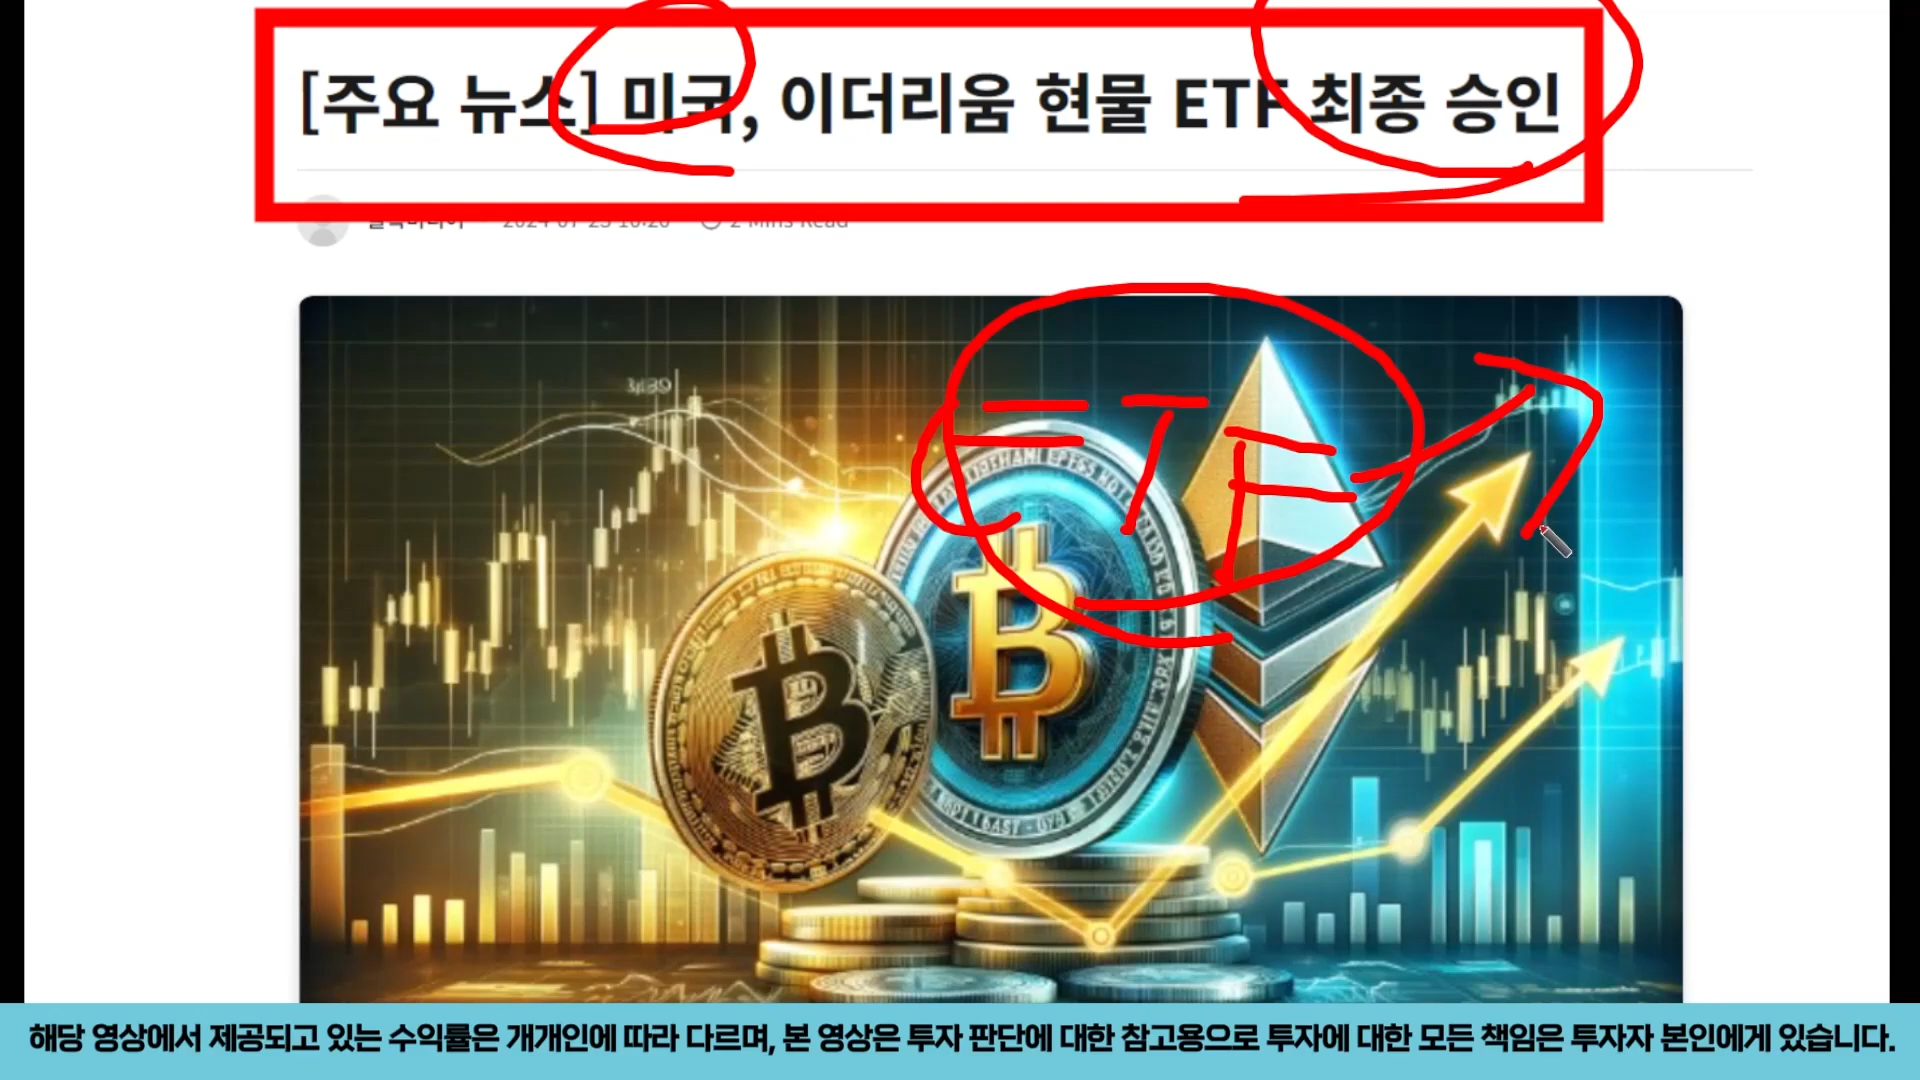 [주요 뉴스] 미국, 이더리움 현물 ETF 최종 승인
2 Mins Read
ETF
해당 영상에서 제공되고 있는 수익률은 개개인에 따라 다르며, 본 영상은 투자 판단에 대한 참고용으로 투자에 대한 모든 책임은 투자자 본인에게 있습니다.